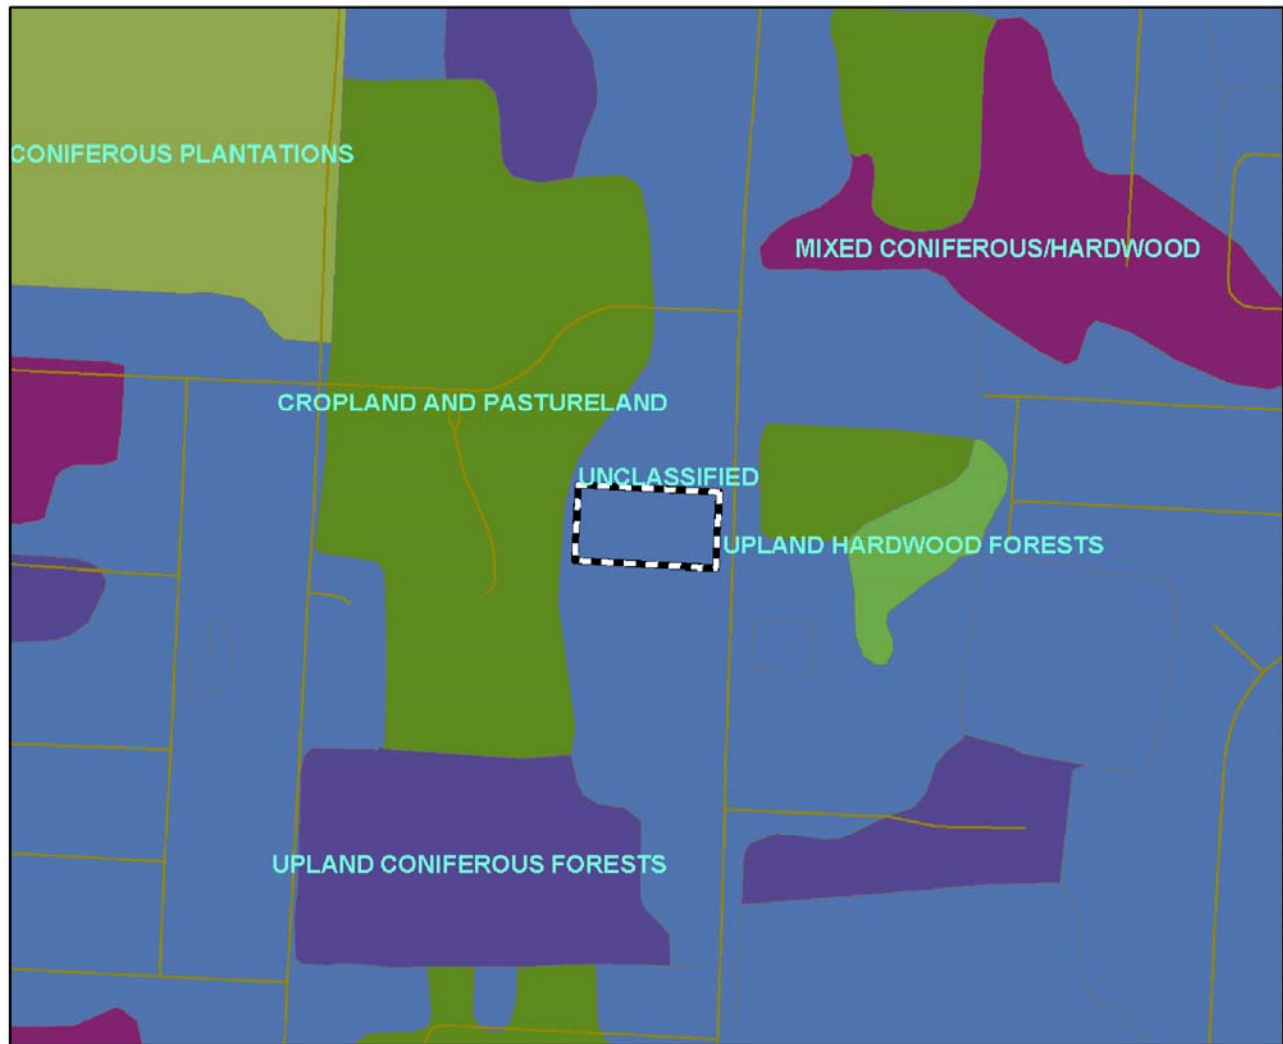 CONIFEROUS PLANTATIONS
MIXED CONIFEROUS/HARDWOOD
CROPLAND AND PASTURELAND
UNCLASSIFIED
UPLAND HARDWOOD FORESTS
UPLAND CONIFEROUS FORESTS